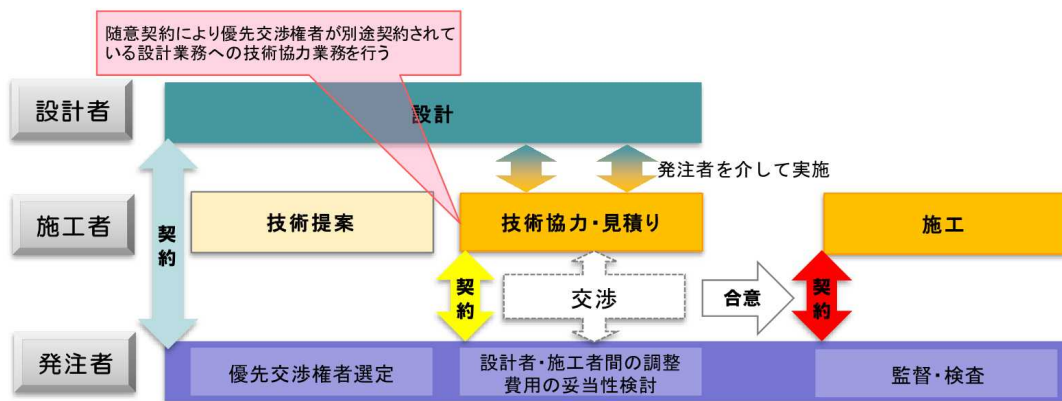 随意契約により優先交渉権者が別途契約されて
いる設計業務への技術協力業務を行う
設計者
設計
発注者を介して実施
施工者
技術提案
技術協力・見積り
施工
契約
契約
交渉
合意
契約
発注者
優先交渉権者選定
設計者・施工者間の調整
費用の妥当性検討
監督・検査